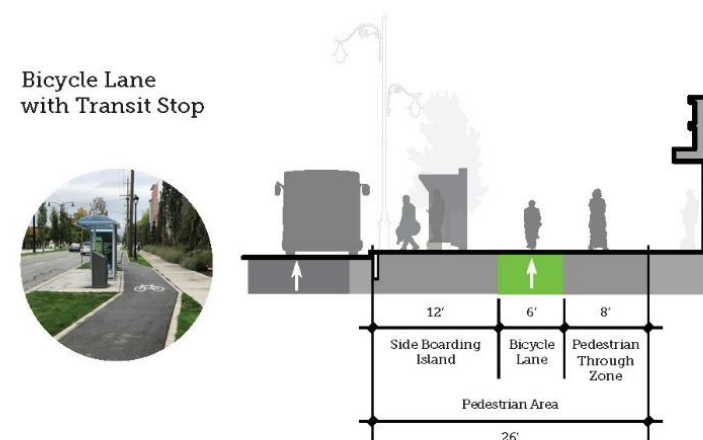 Bicycle Lane
with Transit Stop
12’
6’
8’
Side Boarding
Island
Bicycle
Lane
Pedestrian
Through
Zone
Pedestrian Area
26’